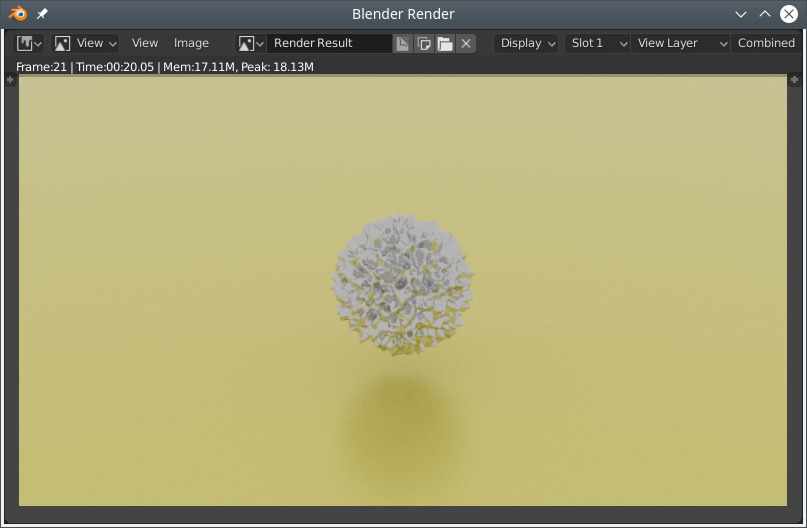 Blender Render
View View Image Render Result Display Slot 1 View Layer Combined
Frame:21 | Time:00:20.05 | Mem:17.11M, Peak: 18.13M